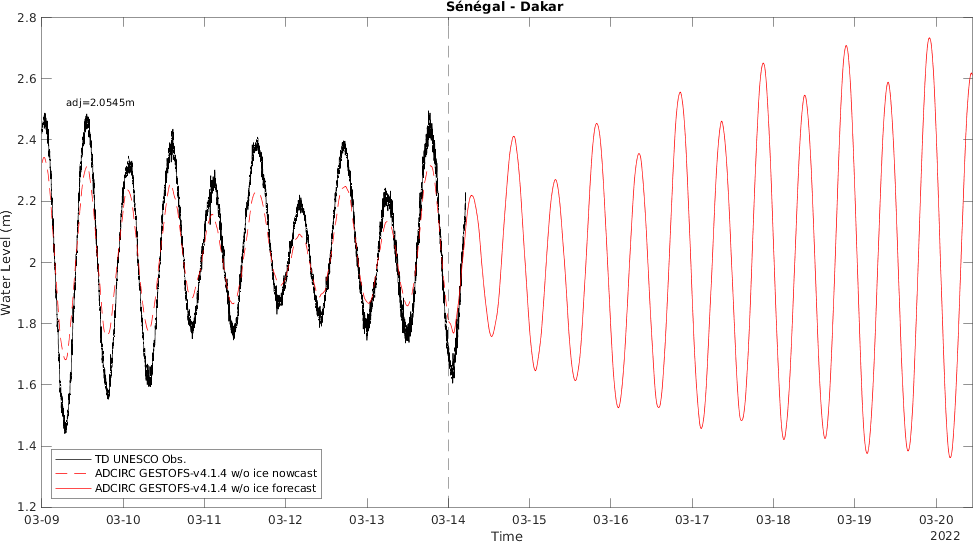 Sénégal - Dakar
2.8
2.6
2.4
2.2
2
1.8
1.6
1.4
1.2
Water Level (m)
adj=2.0545m
TD UNESCO Obs.
ADCIRC GESTOFS-v4.1.4 w/o ice nowcast
ADCIRC GESTOFS-v4.1.4 w/o ice forecast
03-09 03-10 03-11 03-12 03-13 03-14 03-15 03-16 03-17 03-18 03-19 03-20
Time 2022